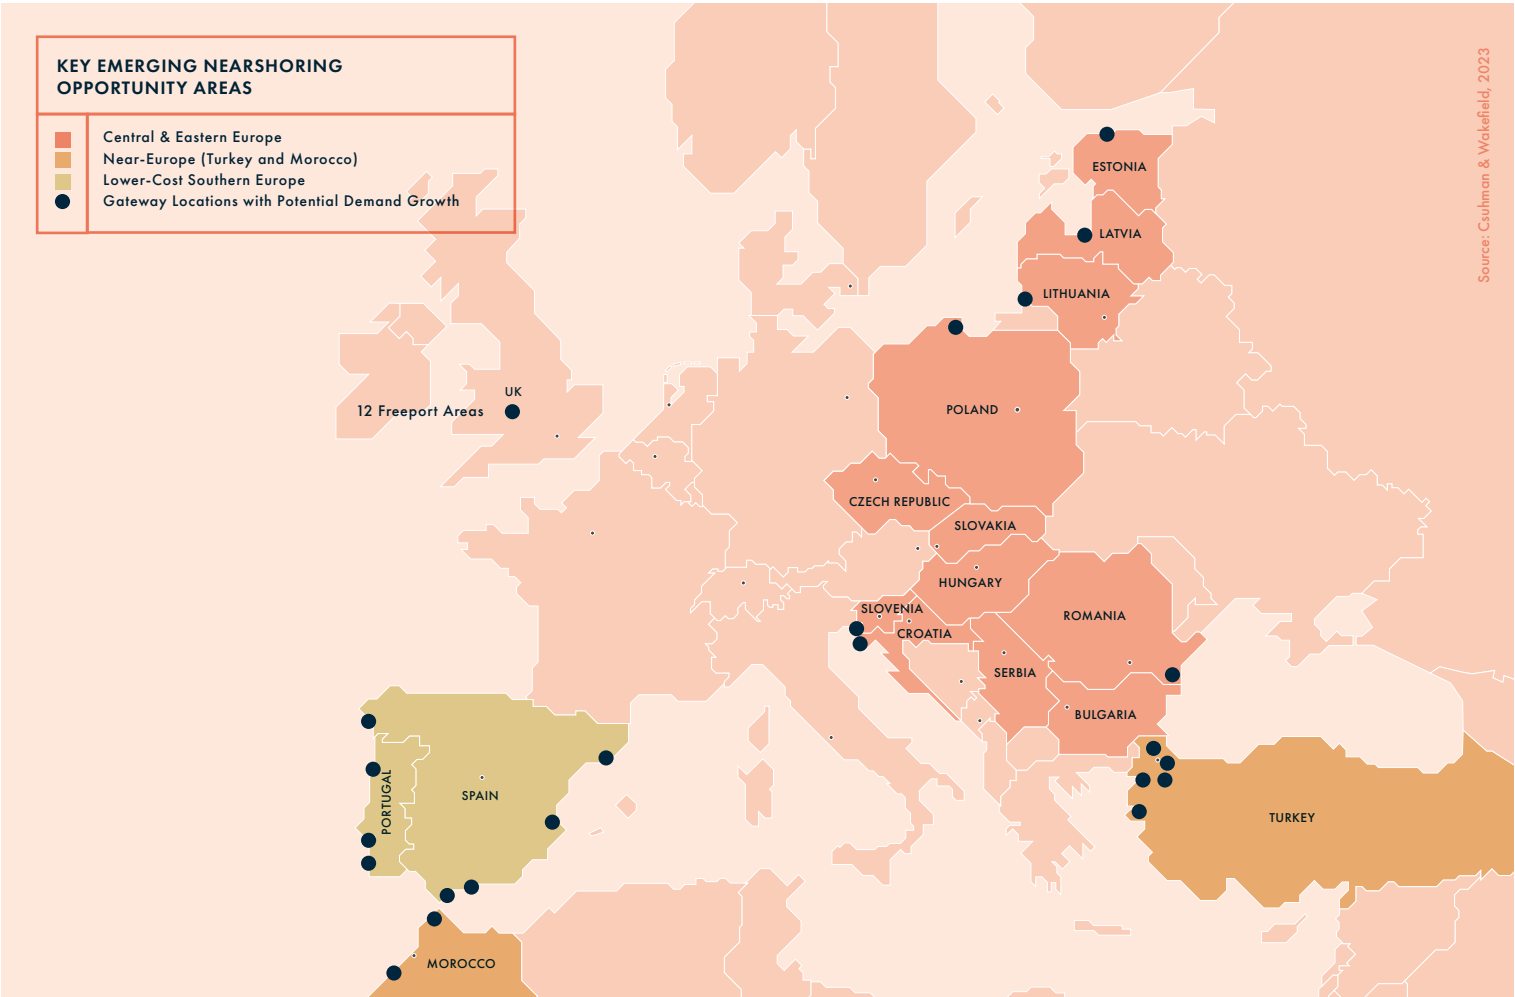 KEY EMERGING NEARSHORING
OPPORTUNITY AREAS
Central & Eastern Europe
Near-Europe (Turkey and Morocco)
Lower-Cost Southern Europe
Gateway Locations with Potential Demand Growth
Source: Csuhman & Wakefield, 2023
ESTONIA
LATVIA
LITHUANIA
UK
12 Freeport Areas
POLAND
CZECH REPUBLIC
SLOVAKIA
HUNGARY
SLOVENIA
CROATIA
ROMANIA
SERBIA
BULGARIA
PORTUGAL
SPAIN
TURKEY
MOROCCO